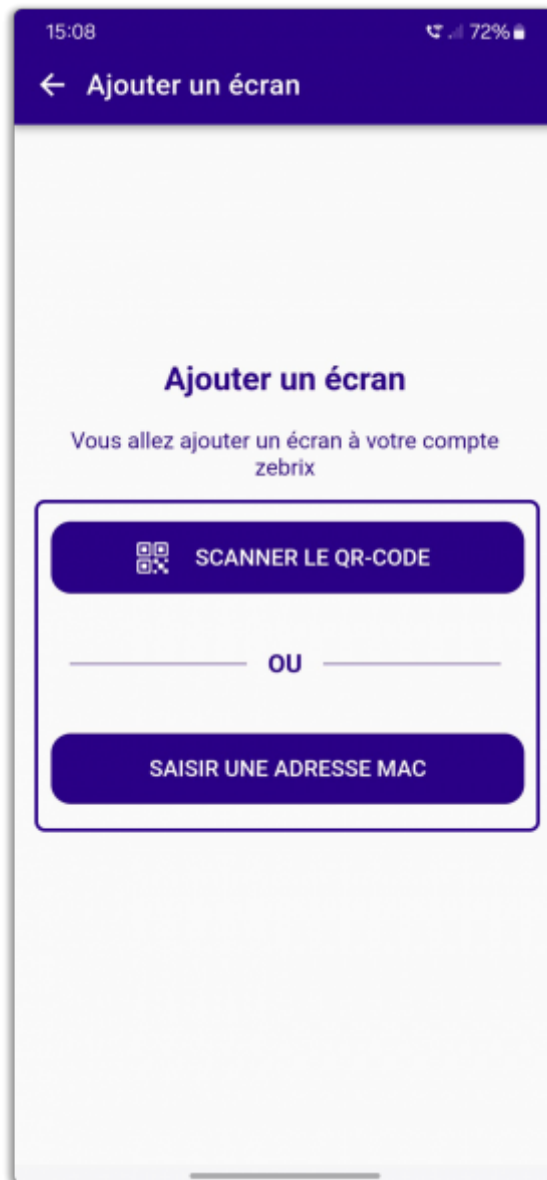 15:08 72%
Ajouter un écran
Ajouter un écran
Vous allez ajouter un écran à votre compte
zebrix
SCANNER LE QR-CODE
OU
SAISIR UNE ADRESSE MAC